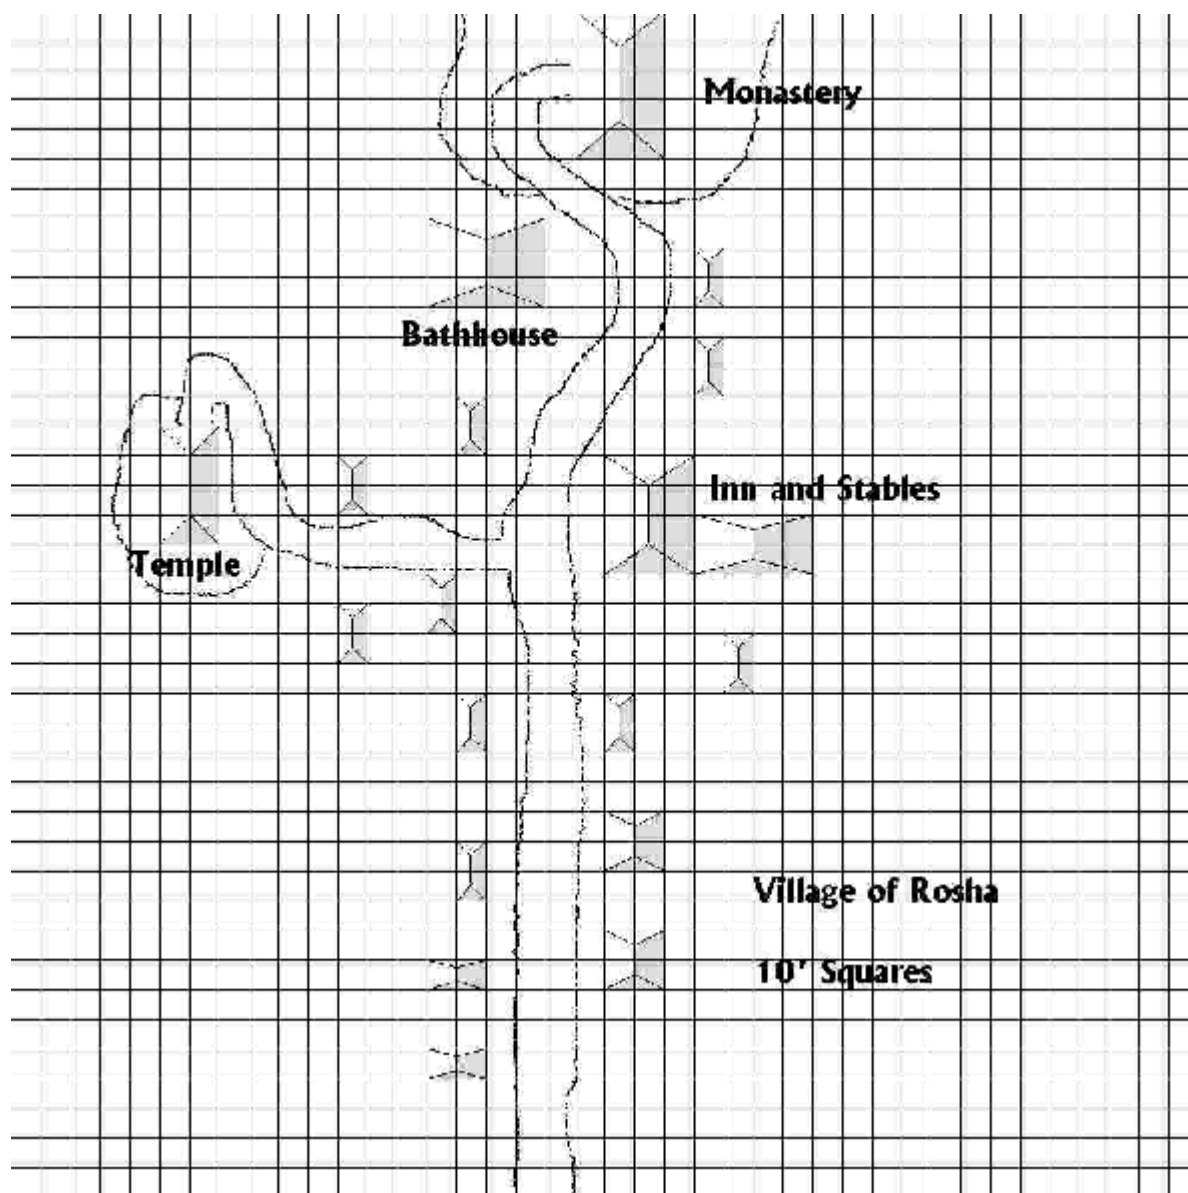 Monastery
Bathhouse
Inn and Stables
Temple
Village of Rosha
10' Squares